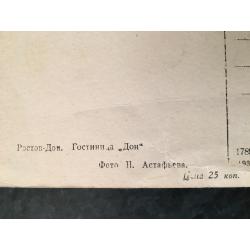 Ростов-Дон. Гостиница „Дон“
Фото Н. Астафьева.
Цена 25 коп.